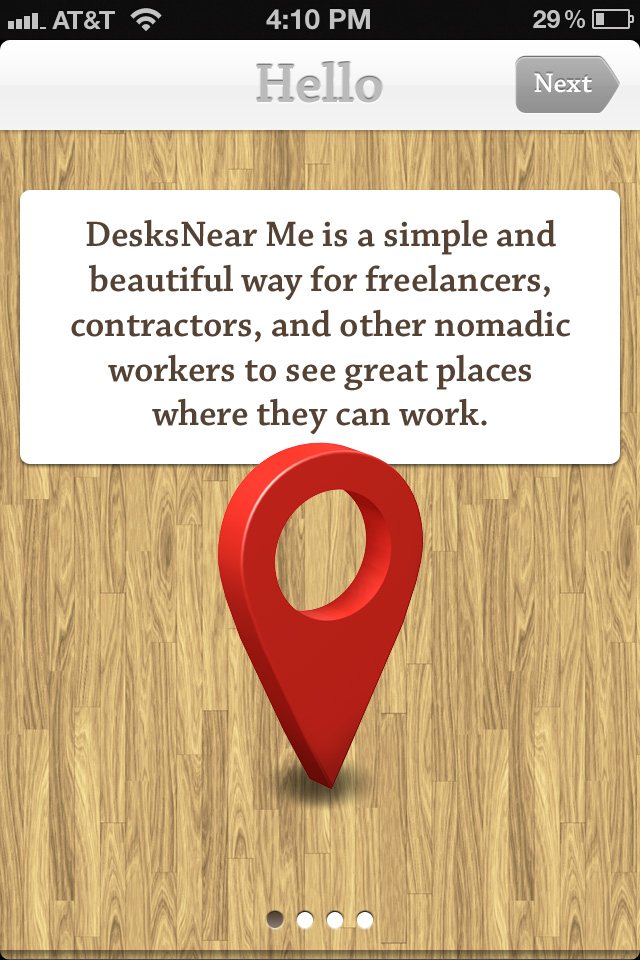 AT&T 4:10 PM 29%
Hello Next
DesksNear Me is a simple and
beautiful way for freelancers,
contractors, and other nomadic
workers to see great places
where they can work.